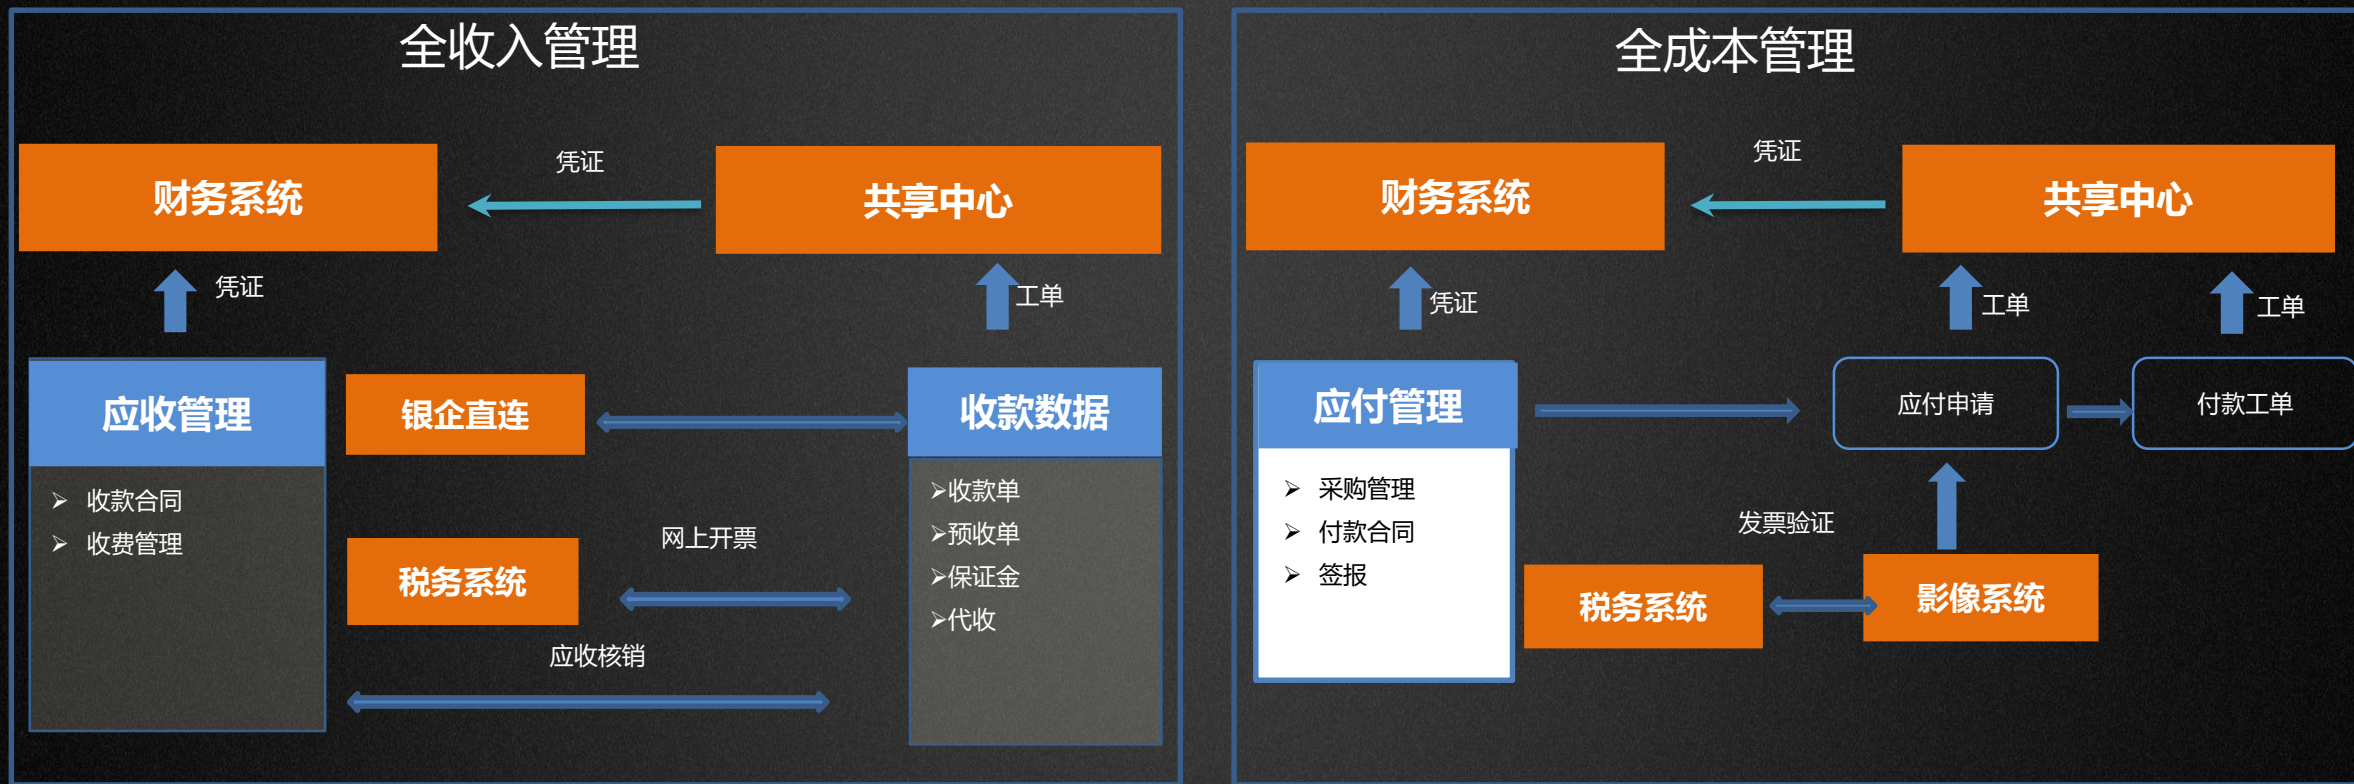 全收入管理
财务系统
凭证
共享中心
凭证
工单
应收管理
银企直连
收款数据
➢ 收款合同
➢ 收费管理
➢收款单
➢预收单
➢保证金
➢代收
网上开票
税务系统
应收核销
全成本管理
财务系统
凭证
共享中心
凭证
工单
工单
应付管理
应付申请
付款工单
➢ 采购管理
➢ 付款合同
➢ 签报
发票验证
税务系统
影像系统